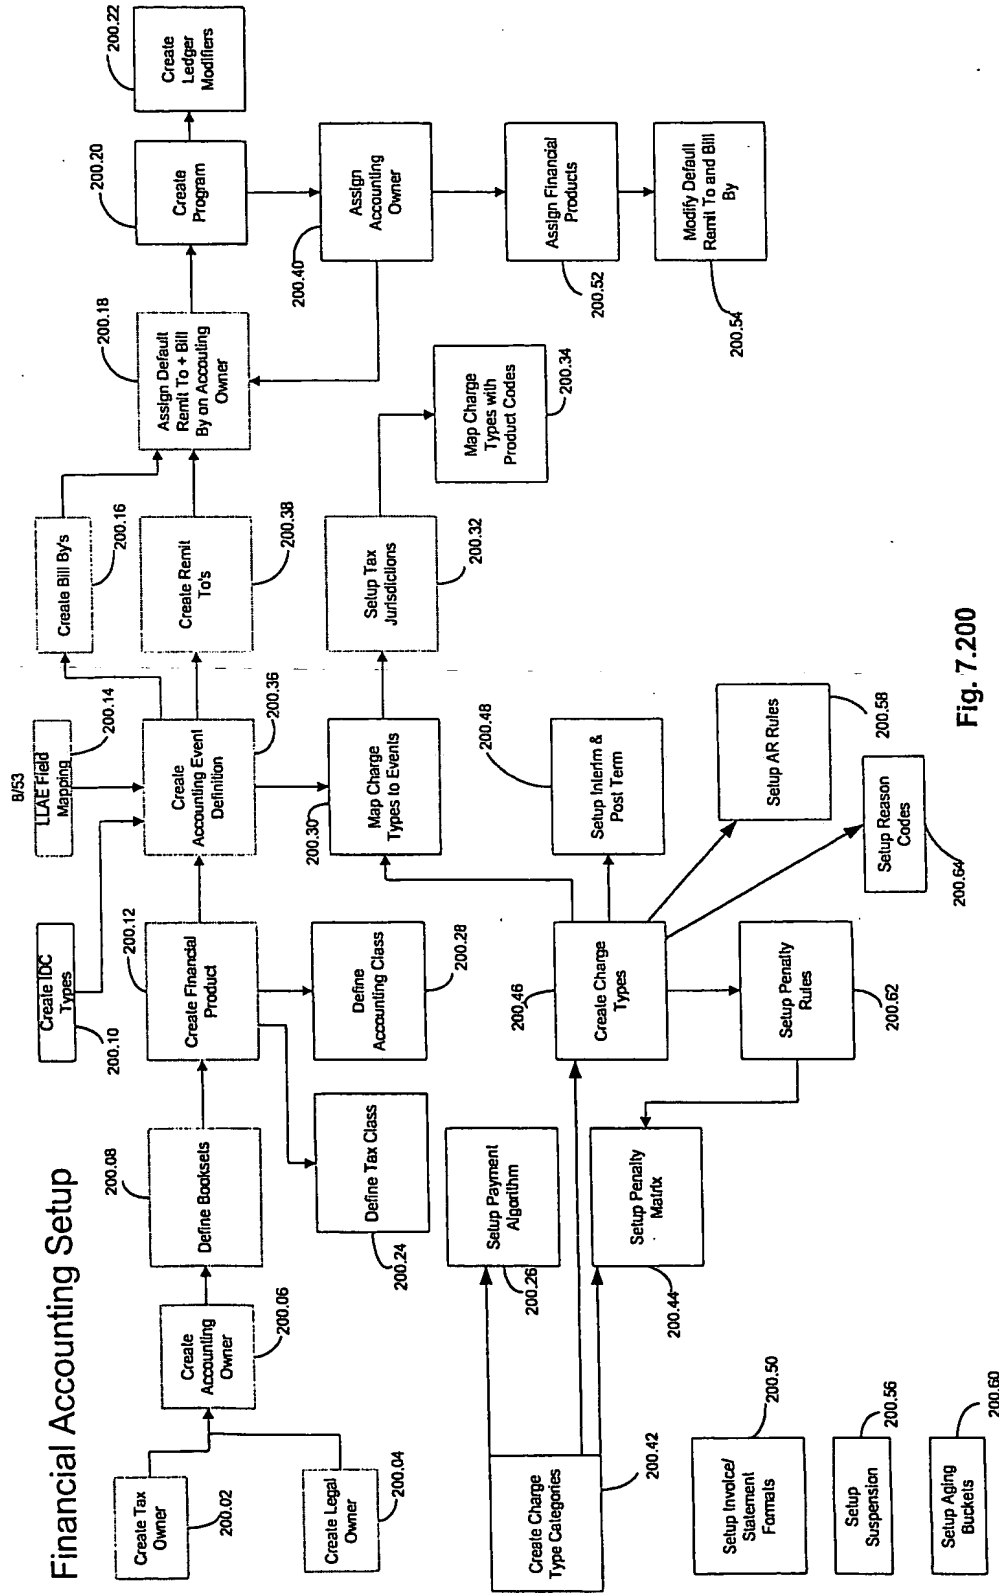 8/53
Financial Accounting Setup
Create Tax
Owner
200.02
Create Legal
Owner
200.04
Create
Accounting
Owner
200.06
Define Booksets
200.08
Create IDC
Types
200.10
Create Financial
Product
200.12
LLAE Field
Mapping
200.14
Create
Accounting Event
Definition
200.36
Create Bill By's
200.16
Create Remit
To's
200.38
Assign Default
Remit To + Bill
By on Accouting
Owner
200.18
Create
Program
200.20
Create
Ledger
Modifiers
200.22
Define Tax Class
200.24
Define
Accounting Class
200.28
Map Charge
Types to Events
200.30
Setup Tax
Jurisdictions
200.32
Map Charge
Types with
Product Codes
200.34
Assign
Accounting
Owner
200.40
Assign Financial
Products
200.52
Modify Default
Remit To and Bill
By
200.54
Create Charge
Type Categories
200.42
Setup Payment
Algorithm
200.26
Setup Penalty
Matrix
200.44
Create Charge
Types
200.46
Setup Interim &
Post Term
200.48
Setup AR Rules
200.58
Setup Reason
Codes
200.64
Setup Penalty
Rules
200.62
Setup Invoice/
Statement
Formats
200.50
Setup
Suspension
200.56
Setup Aging
Buckets
200.60
Fig. 7.200